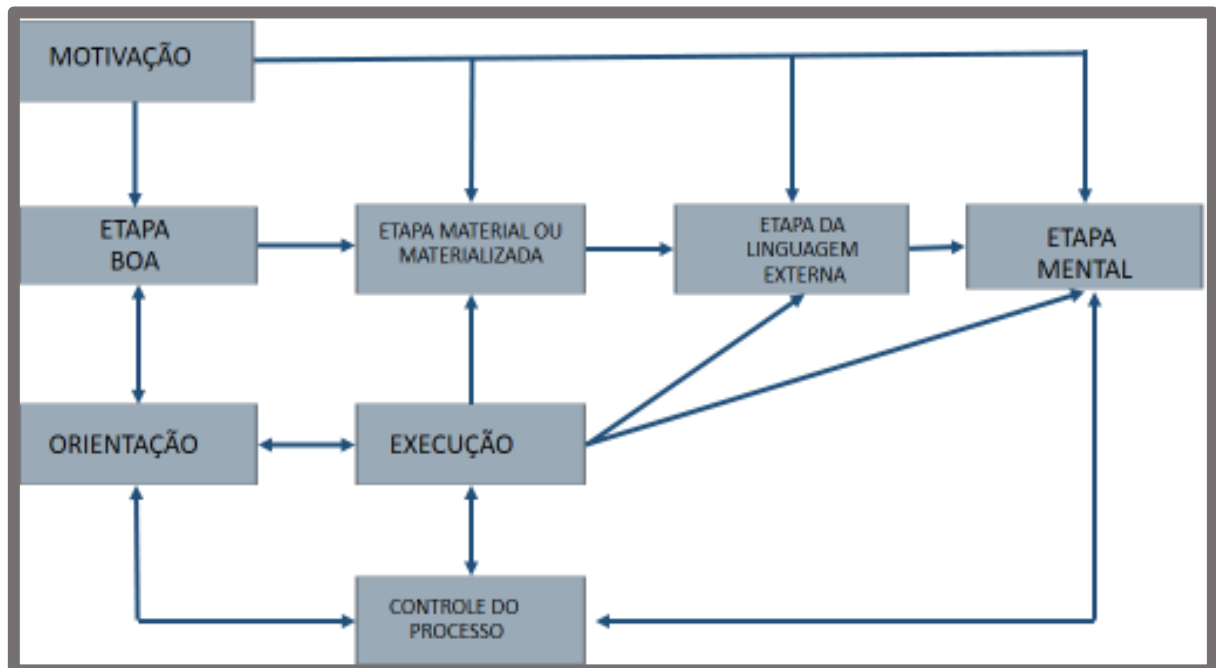 MOTIVAÇÃO
ETAPA
BOA
ETAPA MATERIAL OU
MATERIALIZADA
ETAPA DA
LINGUAGEM
EXTERNA
ETAPA
MENTAL
ORIENTAÇÃO
EXECUÇÃO
CONTROLE DO
PROCESSO